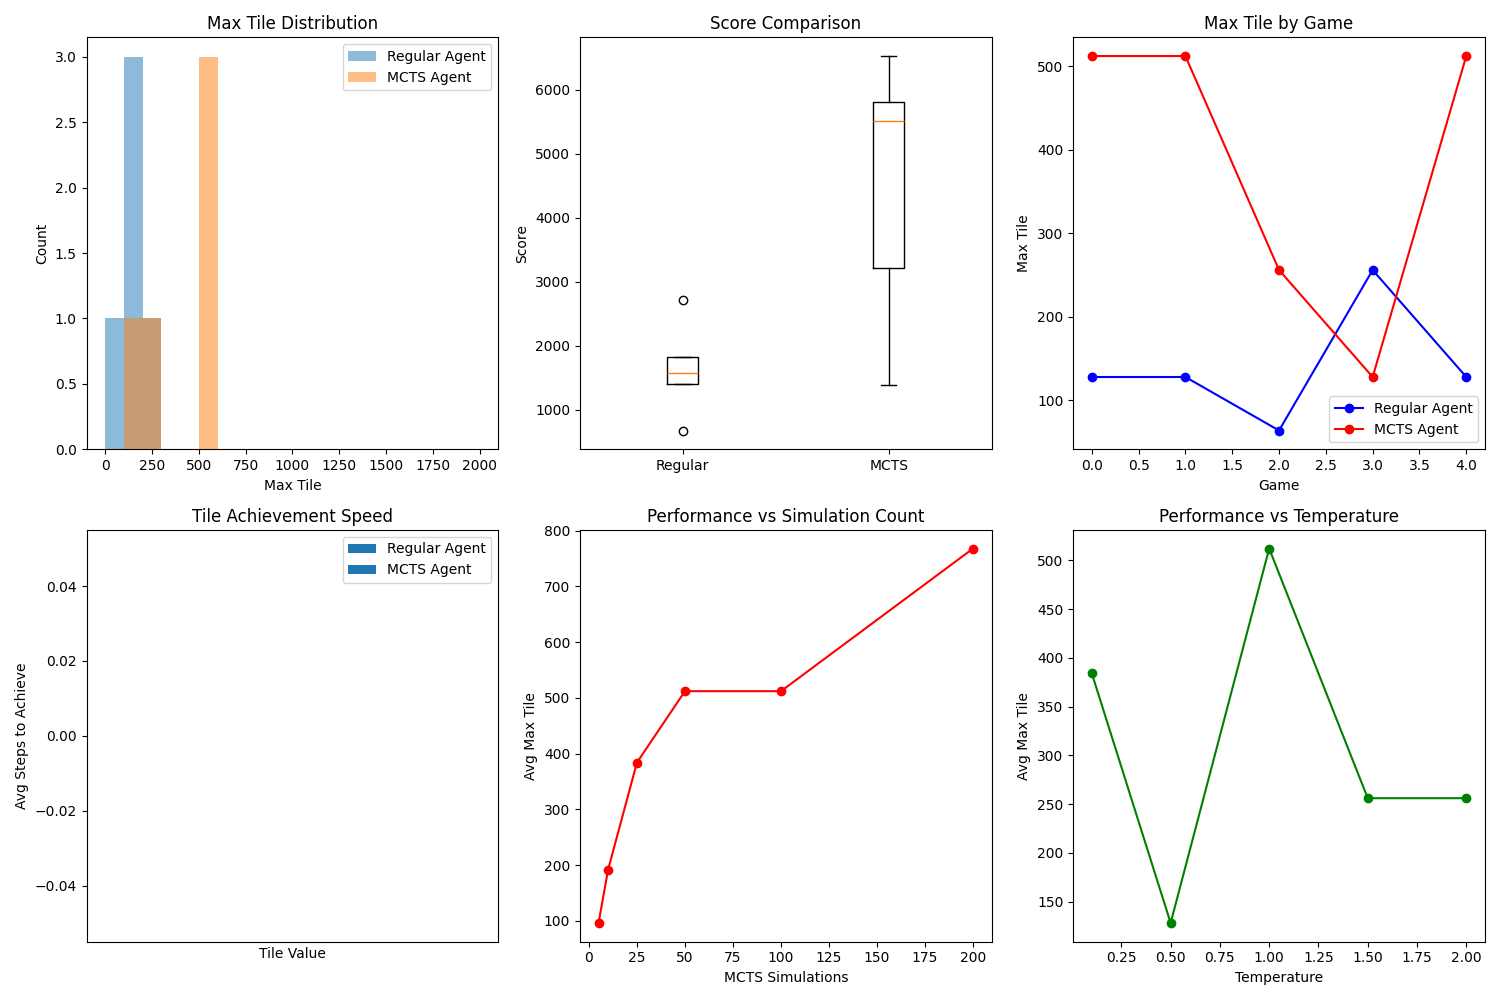 Max Tile Distribution
3.0
2.5
2.0
1.5
1.0
0.5
0.0
Count
Regular Agent
MCTS Agent
0 250 500 750 1000 1250 1500 1750 2000
Max Tile
Score Comparison
6000
5000
4000
3000
2000
1000
Score
Regular MCTS
Max Tile by Game
500
400
300
200
100
Max Tile
Regular Agent
MCTS Agent
0.0 0.5 1.0 1.5 2.0 2.5 3.0 3.5 4.0
Game
Tile Achievement Speed
0.04
0.02
0.00
−0.02
−0.04
Avg Steps to Achieve
Regular Agent
MCTS Agent
Tile Value
Performance vs Simulation Count
800
700
600
500
400
300
200
100
Avg Max Tile
0 25 50 75 100 125 150 175 200
MCTS Simulations
Performance vs Temperature
500
450
400
350
300
250
200
150
Avg Max Tile
0.25 0.50 0.75 1.00 1.25 1.50 1.75 2.00
Temperature